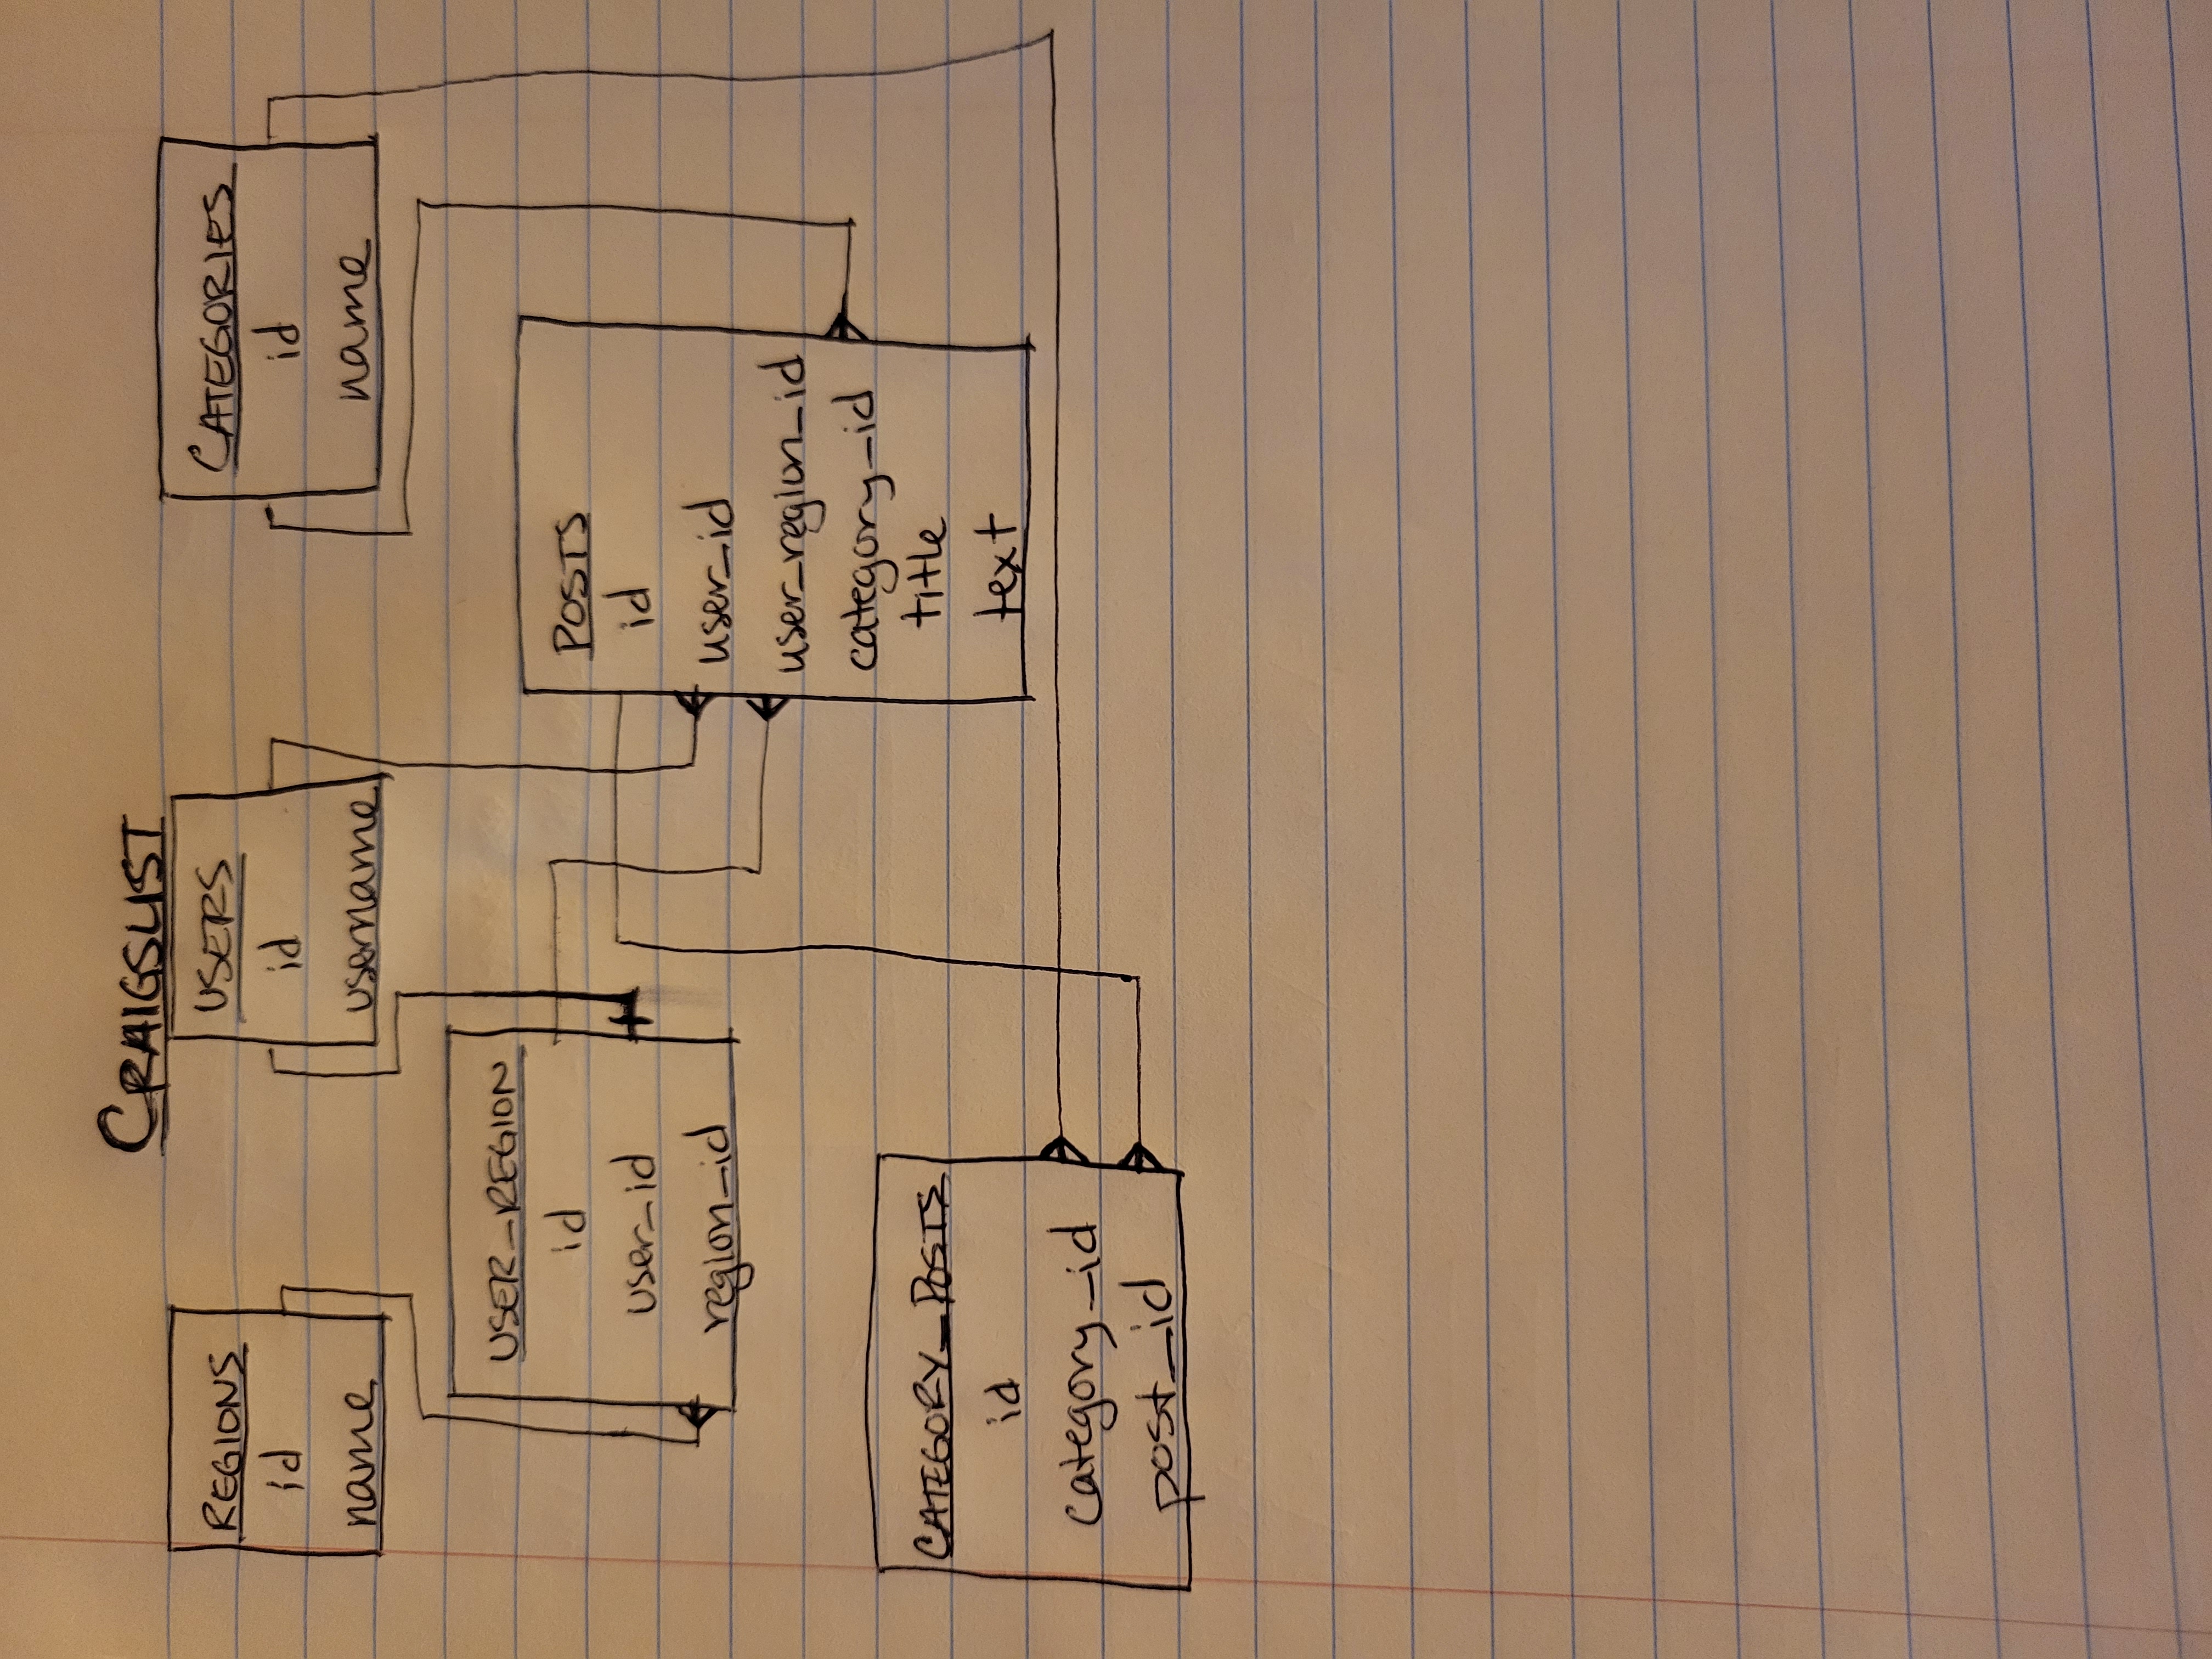 CRAIGSLIST
REGIONS
id
name
USERS
id
username
CATEGORIES
id
name
USER_REGION
id
user_id
region_id
POSTS
id
user_id
user_region_id
category_id
title
text
CATEGORY_POSTS
id
category_id
post_id